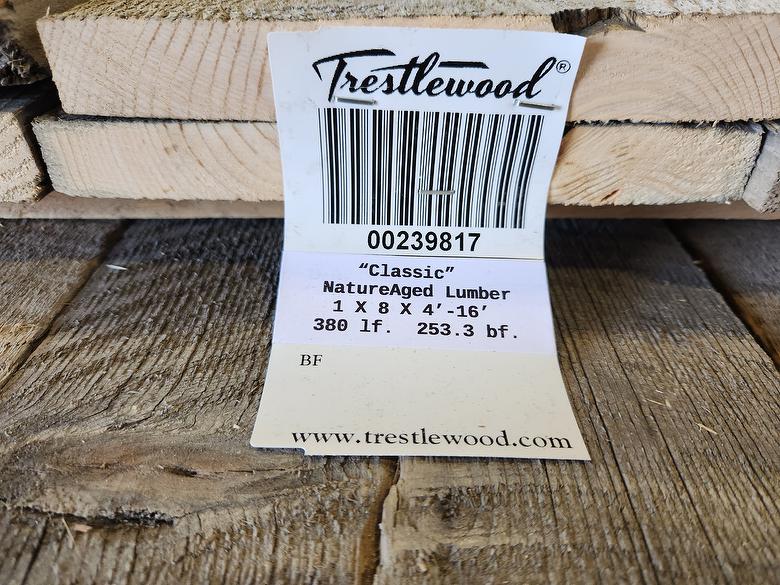 Trestlewood®
00239817
“Classic”
NatureAged Lumber
1 X 8 X 4’-16’
380 lf. 253.3 bf.
BF
www.trestlewood.com